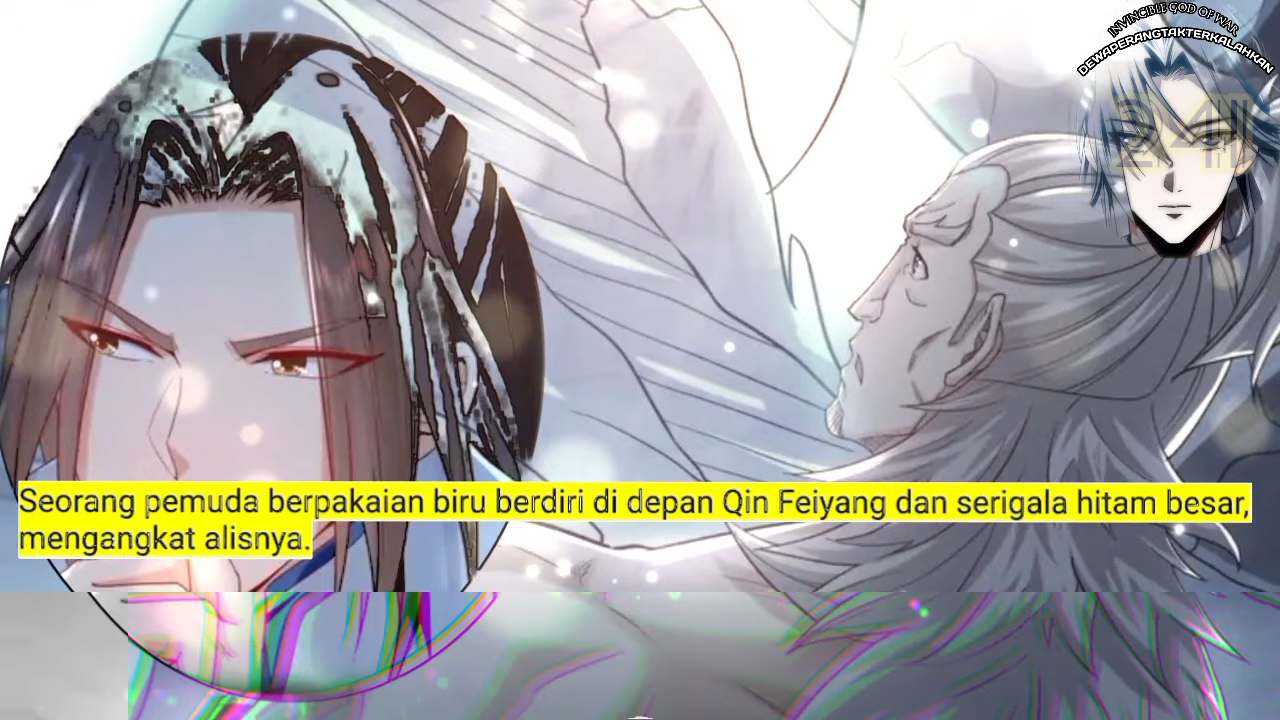 INVINCIBLE GOD OF WAR
DEWAPERANGTAKTERKALAHKAN
Seorang pemuda berpakaian biru berdiri di depan Qin Feiyang dan serigala hitam besar,
mengangkat alisnya.